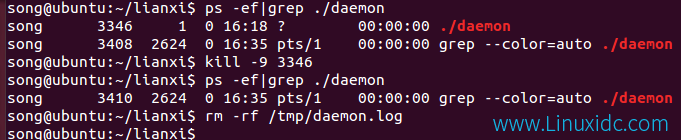 song@ubuntu:~/lianxi$ ps -ef|grep ./daemon
song 3346 1 0 16:18 ? 00:00:00 ./daemon
song 3408 2624 0 16:35 pts/1 00:00:00 grep --color=auto ./daemon
song@ubuntu:~/lianxi$ kill -9 3346
song@ubuntu:~/lianxi$ ps -ef|grep ./daemon
song 3410 2624 0 16:35 pts/1 00:00:00 grep --color=auto ./daemon
song@ubuntu:~/lianxi$ rm -rf /tmp/daemon.log
song@ubuntu:~/lianxi$
www.Linuxidc.com